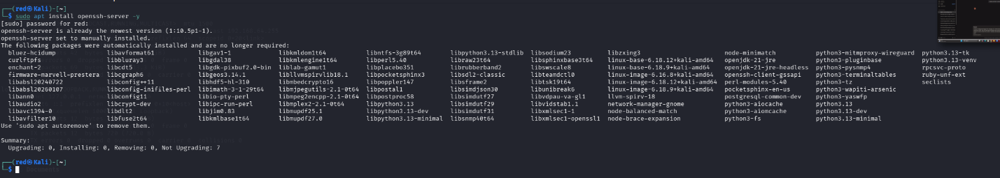 (red㉿Kali)-[~]
$ sudo apt install openssh-server -y
[sudo] password for red:
openssh-server is already the newest version (1:10.5p1-1).
openssh-server set to manually installed.
The following packages were automatically installed and are no longer required:
bluez-hcidump libavformat61 libgav1-1 libkmldom1t64 libntfs-3g89t64 libpython3.13-stdlib libsodium23 libzxing3 node-minimatch python3-mitmproxy-wireguard python3.13-tk
curlftpfs libbluray3 libgdal38 libkmlengine1t64 libperl5.40 libraw23t64 libsphinxbase3t64 linux-base-6.18.12+kali-amd64 openjdk-21-jre python3-pluginbase python3.13-venv
enchant-2 libcdt5 libgdk-pixbuf2.0-bin liblab-gamut1 libplacebo351 librubberband2 libswscale8 linux-base-6.18.9+kali-amd64 openjdk-21-jre-headless python3-pysnmp4 rpcsvc-proto
firmware-marvell-prestera libcgraph6 libgeos3.14.1 libllvmspirvlib18.1 libpocketsphinx3 libsdl2-classic libteamdctl0 linux-image-6.16.8+kali-amd64 openssh-client-gssapi python3-terminaltables ruby-unf-ext
libabsl20240722 libconfig++11 libhdf5-hl-310 libmbedcrypto16 libpoppler147 libsframe2 libtsk19t64 linux-image-6.18.12+kali-amd64 perl-modules-5.40 python3-tz seclists
libabsl20260107 libconfig-inifiles-perl libimath-3-1-29t64 libmjpegutils-2.1-0t64 libpostal1 libsimdjson30 libunibreak6 linux-image-6.18.9+kali-amd64 pocketsphinx-en-us python3-wapiti-arsenic
libann0 libconfig11 libio-pty-perl libmpeg2encpp-2.1-0t64 libpostproc58 libsimdutf27 libvdpau-va-gl1 llvm-spirv-18 postgresql-common-dev python3-yaswfp
libaudio2 libcrypt-dev libipc-run-perl libmplex2-2.1-0t64 libpython3.13 libsimdutf29 libvidstab1.1 network-manager-gnome python3-aiocache python3.13
libavc1394-0 libdlt2 libjim0.83 libmupdf25.1 libpython3.13-dev libsimdutf31 libxmlsec1-1 node-balanced-match python3-aiomcache python3.13-dev
libavfilter10 libfuse2t64 libkmlbase1t64 libmupdf27.0 libpython3.13-minimal libsnmp40t64 libxmlsec1-openssl1 node-brace-expansion python3-fs python3.13-minimal
Use 'sudo apt autoremove' to remove them.
Summary:
Upgrading: 0, Installing: 0, Removing: 0, Not Upgrading: 7
(red㉿Kali)-[~]
$